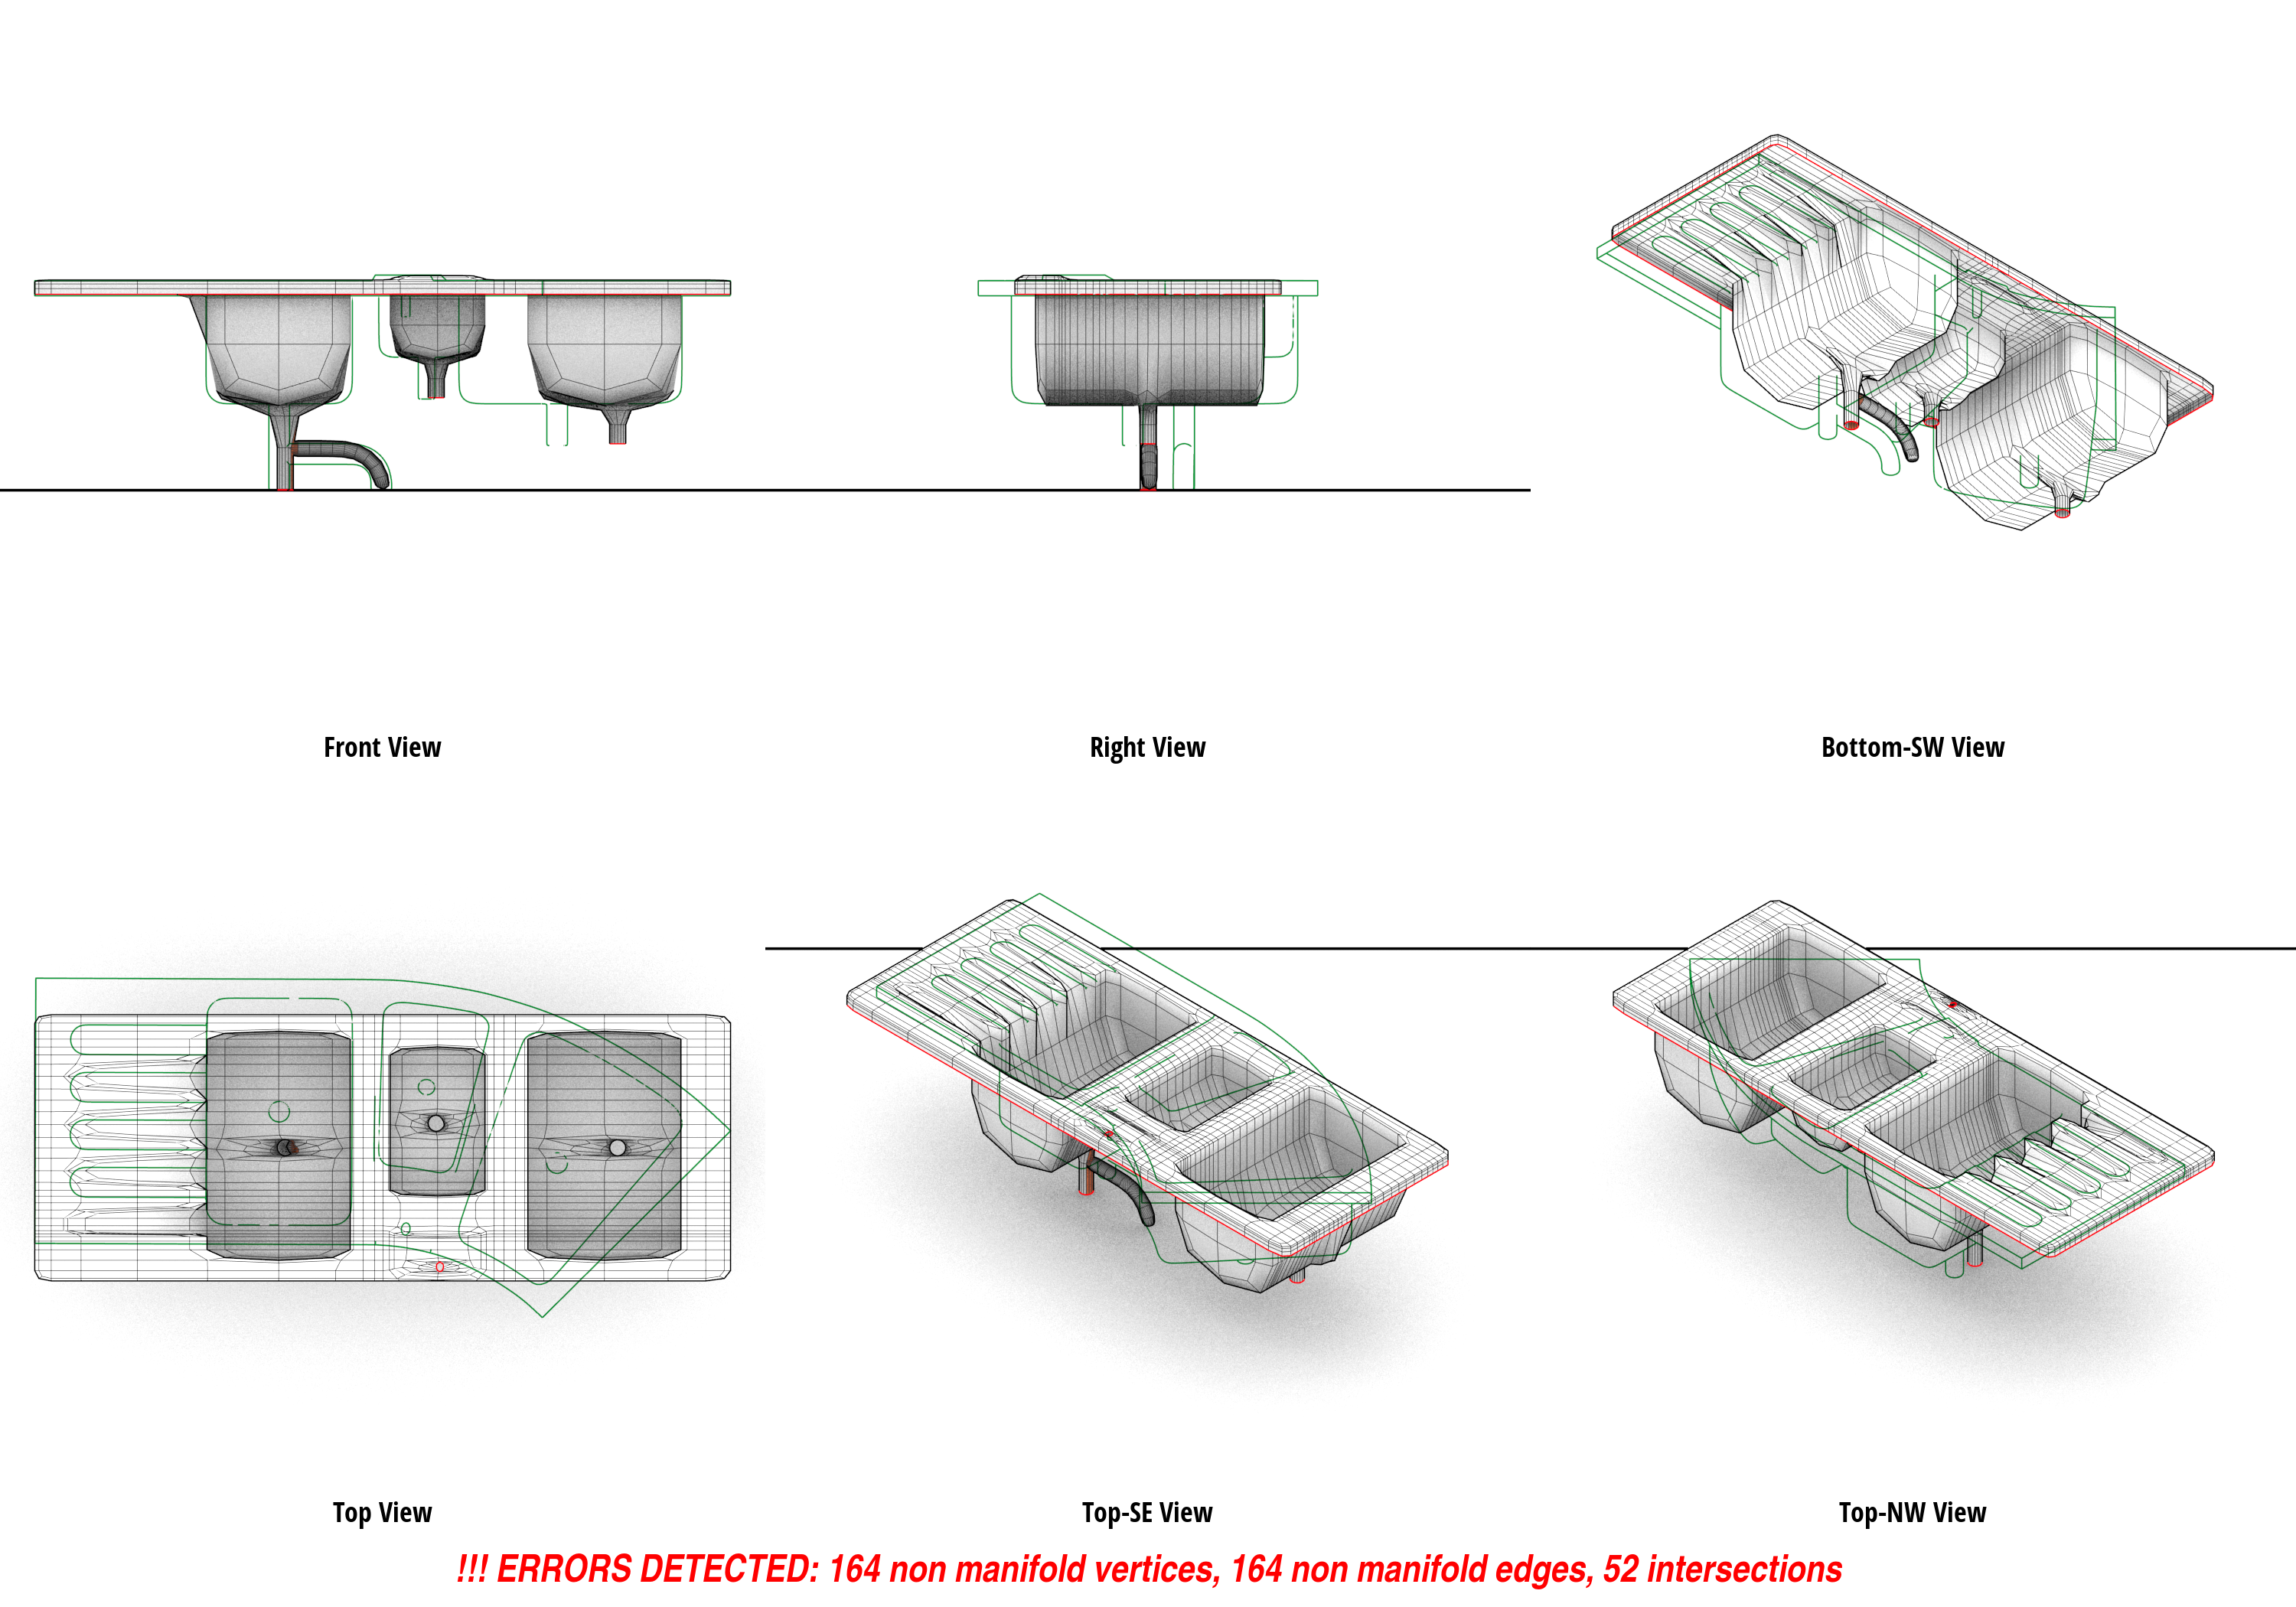 Front View
Right View
Bottom-SW View
Top View
Top-SE View
Top-NW View
!!! ERRORS DETECTED: 164 non manifold vertices, 164 non manifold edges, 52 intersections